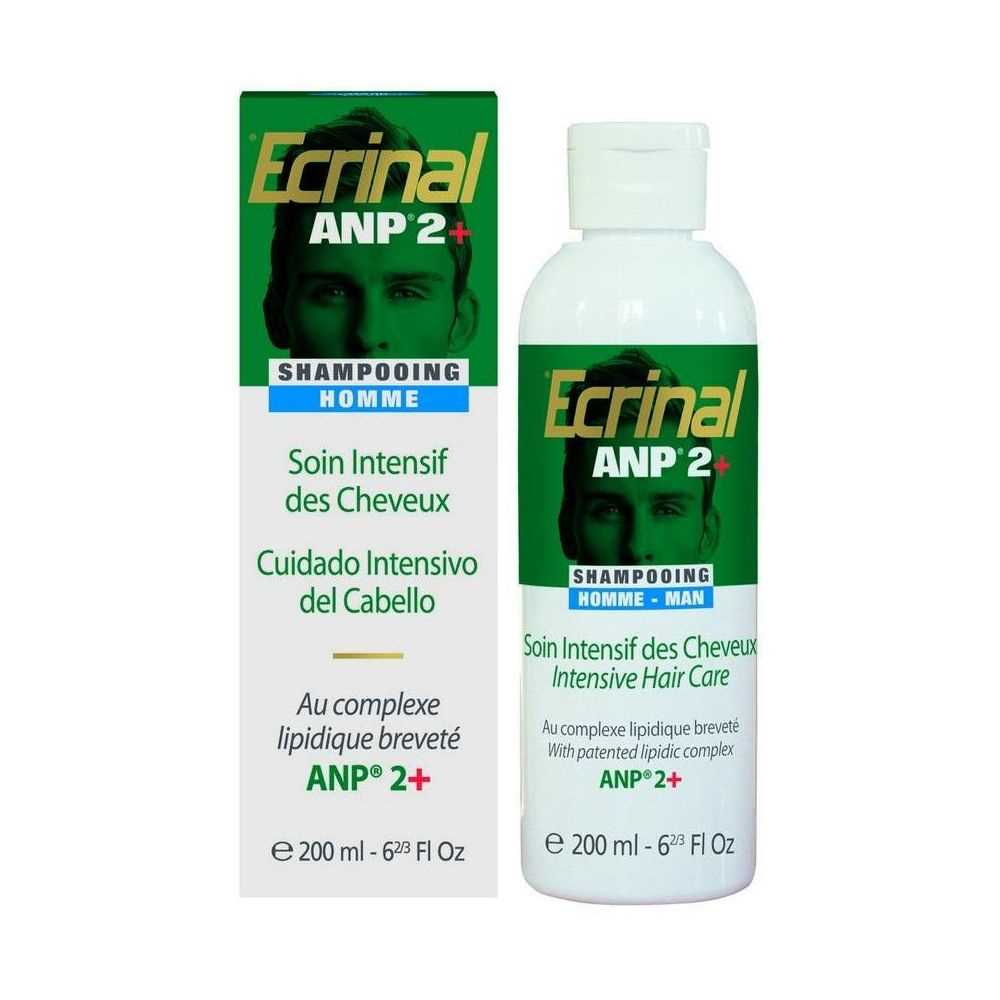 ®Ecrinal
ANP® 2+
SHAMPOOING
HOMME
Soin Intensif
des Cheveux
Cuidado Intensivo
del Cabello
Au complexe
lipidique breveté
ANP® 2+
℮ 200 ml - 6 2/3 Fl Oz
®Ecrinal
ANP® 2+
SHAMPOOING
HOMME - MAN
Soin Intensif des Cheveux
Intensive Hair Care
Au complexe lipidique breveté
With patented lipidic complex
ANP® 2+
℮ 200 ml - 6 2/3 Fl Oz